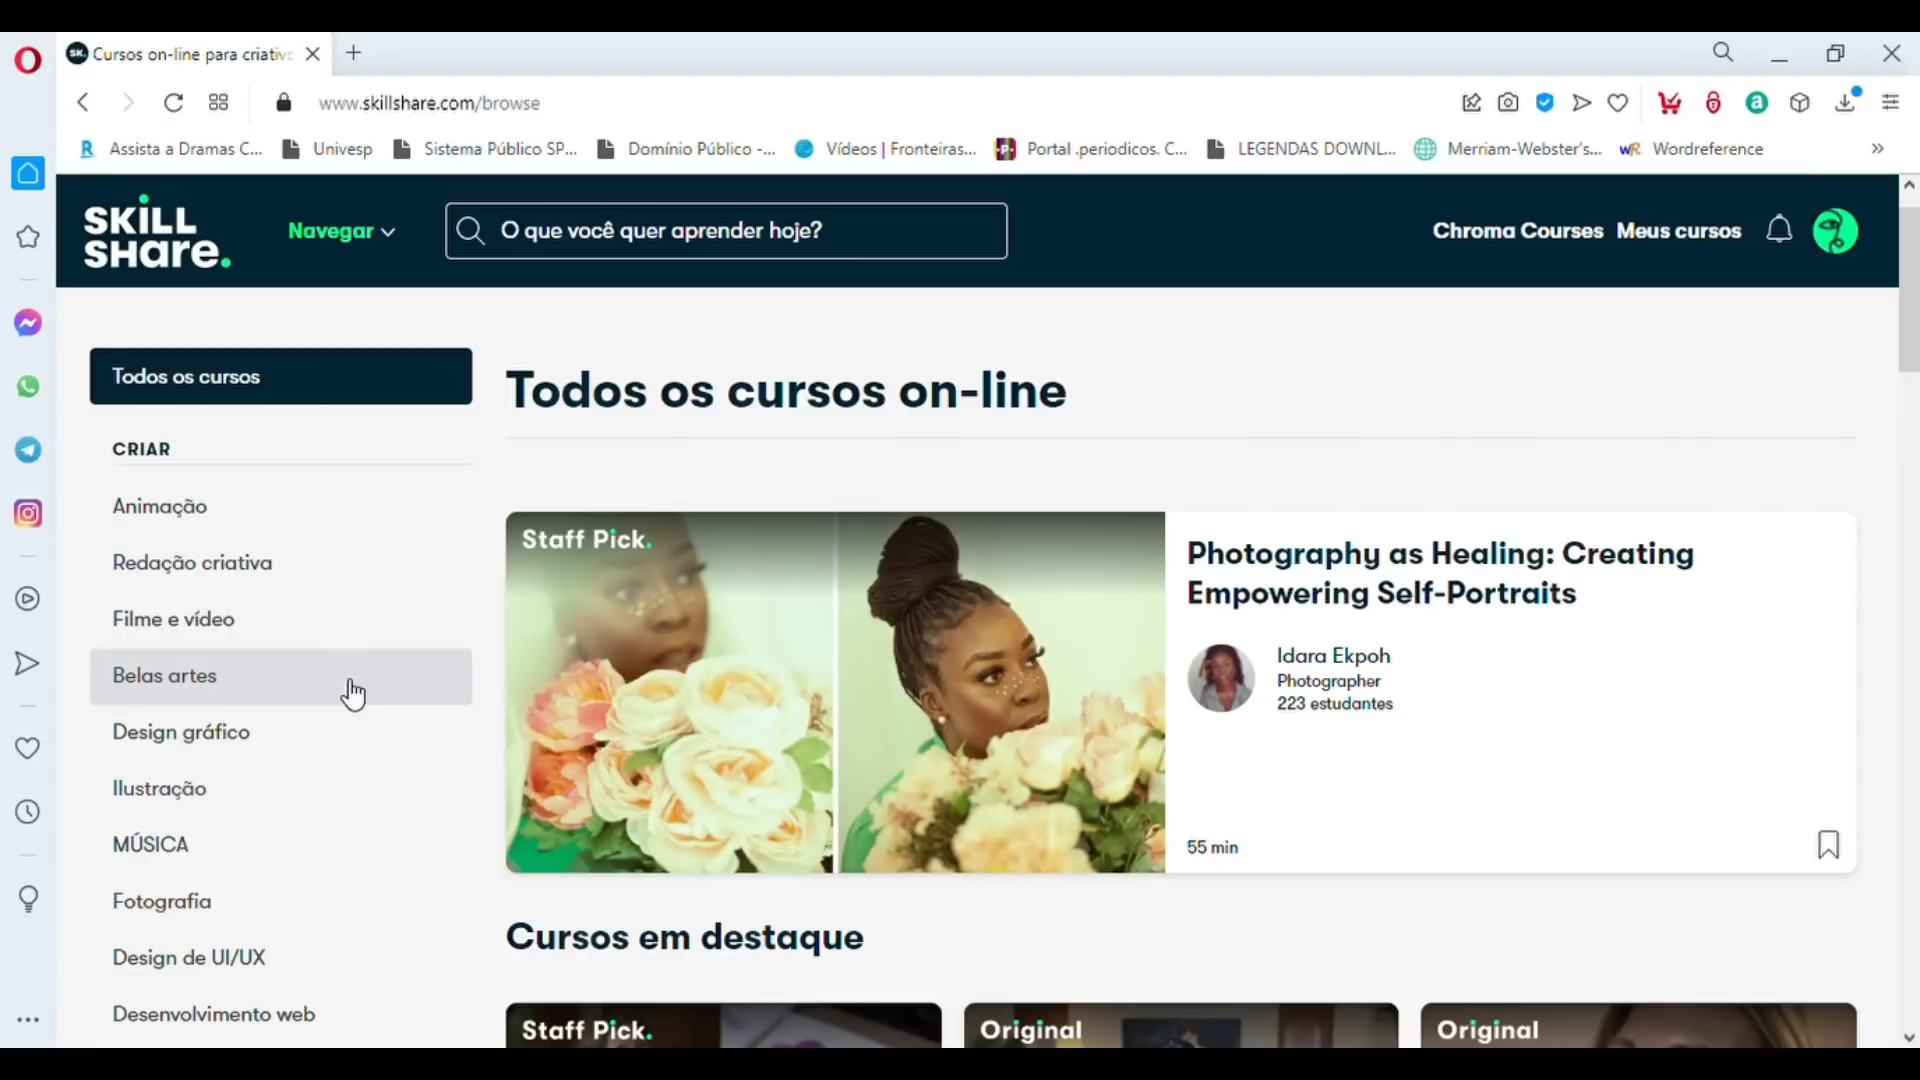 SK. Cursos on-line para criativo
www.skillshare.com/browse
R Assista a Dramas C... Univesp Sistema Público SP... Domínio Público -... Vídeos | Fronteiras... Portal .periodicos. C... LEGENDAS DOWNL... Merriam-Webster's... WR Wordreference
SKILL
SHare.
Navegar
O que você quer aprender hoje?
Chroma Courses Meus cursos
Todos os cursos
CRIAR
Animação
Redação criativa
Filme e vídeo
Belas artes
Design gráfico
Ilustração
MÚSICA
Fotografia
Design de UI/UX
Desenvolvimento web
Todos os cursos on-line
Staff Pick.
Photography as Healing: Creating
Empowering Self-Portraits
Idara Ekpoh
Photographer
223 estudantes
55 min
Cursos em destaque
Staff Pick.
Original
Original